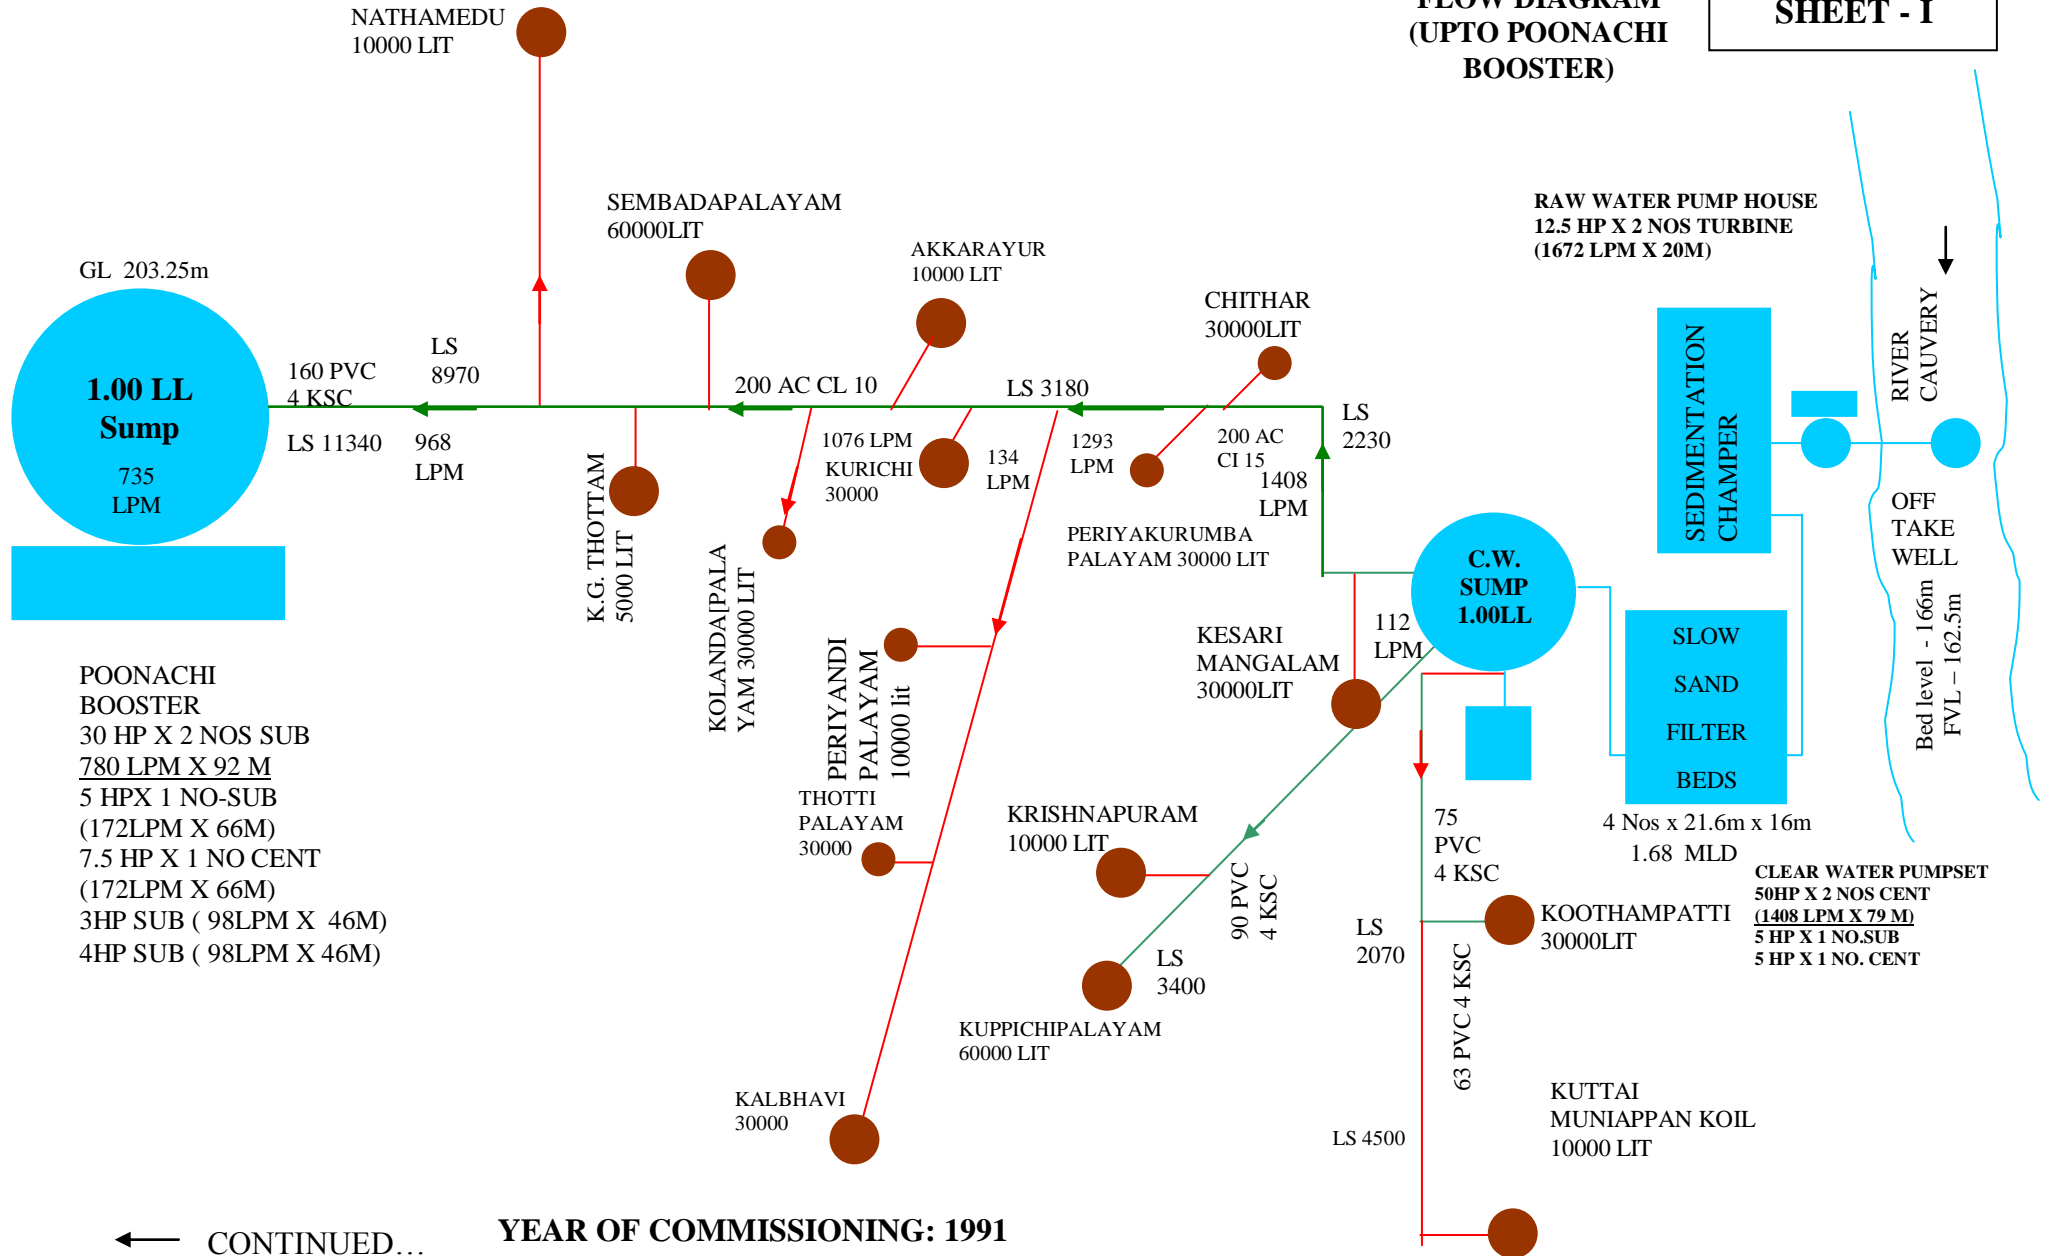 FLOW DIAGRAM
(UPTO POONACHI
BOOSTER)
SHEET - I
NATHAMEDU
10000 LIT
SEMBADAPALAYAM
60000LIT
AKKARAYUR
10000 LIT
CHITHAR
30000LIT
RAW WATER PUMP HOUSE
12.5 HP X 2 NOS TURBINE
(1672 LPM X 20M)
GL 203.25m
1.00 LL
Sump
735
LPM
160 PVC
4 KSC
LS
8970
LS 11340
968
LPM
200 AC CL 10
LS 3180
LS
2230
1076 LPM
KURICHI
30000
134
LPM
1293
LPM
200 AC
CI 15
1408
LPM
PERIYAKURUMBA
PALAYAM 30000 LIT
K.G. THOTTAM
5000 LIT
KOLANDA[PALA
YAM 30000 LIT
PERIYANDI
PALAYAM
10000 lit
THOTTI
PALAYAM
30000
KALBHAVI
30000
KESARI
MANGALAM
30000LIT
112
LPM
C.W.
SUMP
1.00LL
SEDIMENTATION
CHAMPER
RIVER
CAUVERY
OFF
TAKE
WELL
Bed level - 166m
FVL – 162.5m
SLOW
SAND
FILTER
BEDS
4 Nos x 21.6m x 16m
1.68 MLD
CLEAR WATER PUMPSET
50HP X 2 NOS CENT
(1408 LPM X 79 M)
5 HP X 1 NO.SUB
5 HP X 1 NO. CENT
KRISHNAPURAM
10000 LIT
90 PVC
4 KSC
LS
3400
KUPPICHIPALAYAM
60000 LIT
75
PVC
4 KSC
LS
2070
KOOTHAMPATTI
30000LIT
63 PVC 4 KSC
LS 4500
KUTTAI
MUNIAPPAN KOIL
10000 LIT
POONACHI
BOOSTER
30 HP X 2 NOS SUB
780 LPM X 92 M
5 HPX 1 NO-SUB
(172LPM X 66M)
7.5 HP X 1 NO CENT
(172LPM X 66M)
3HP SUB ( 98LPM X 46M)
4HP SUB ( 98LPM X 46M)
CONTINUED…
YEAR OF COMMISSIONING: 1991